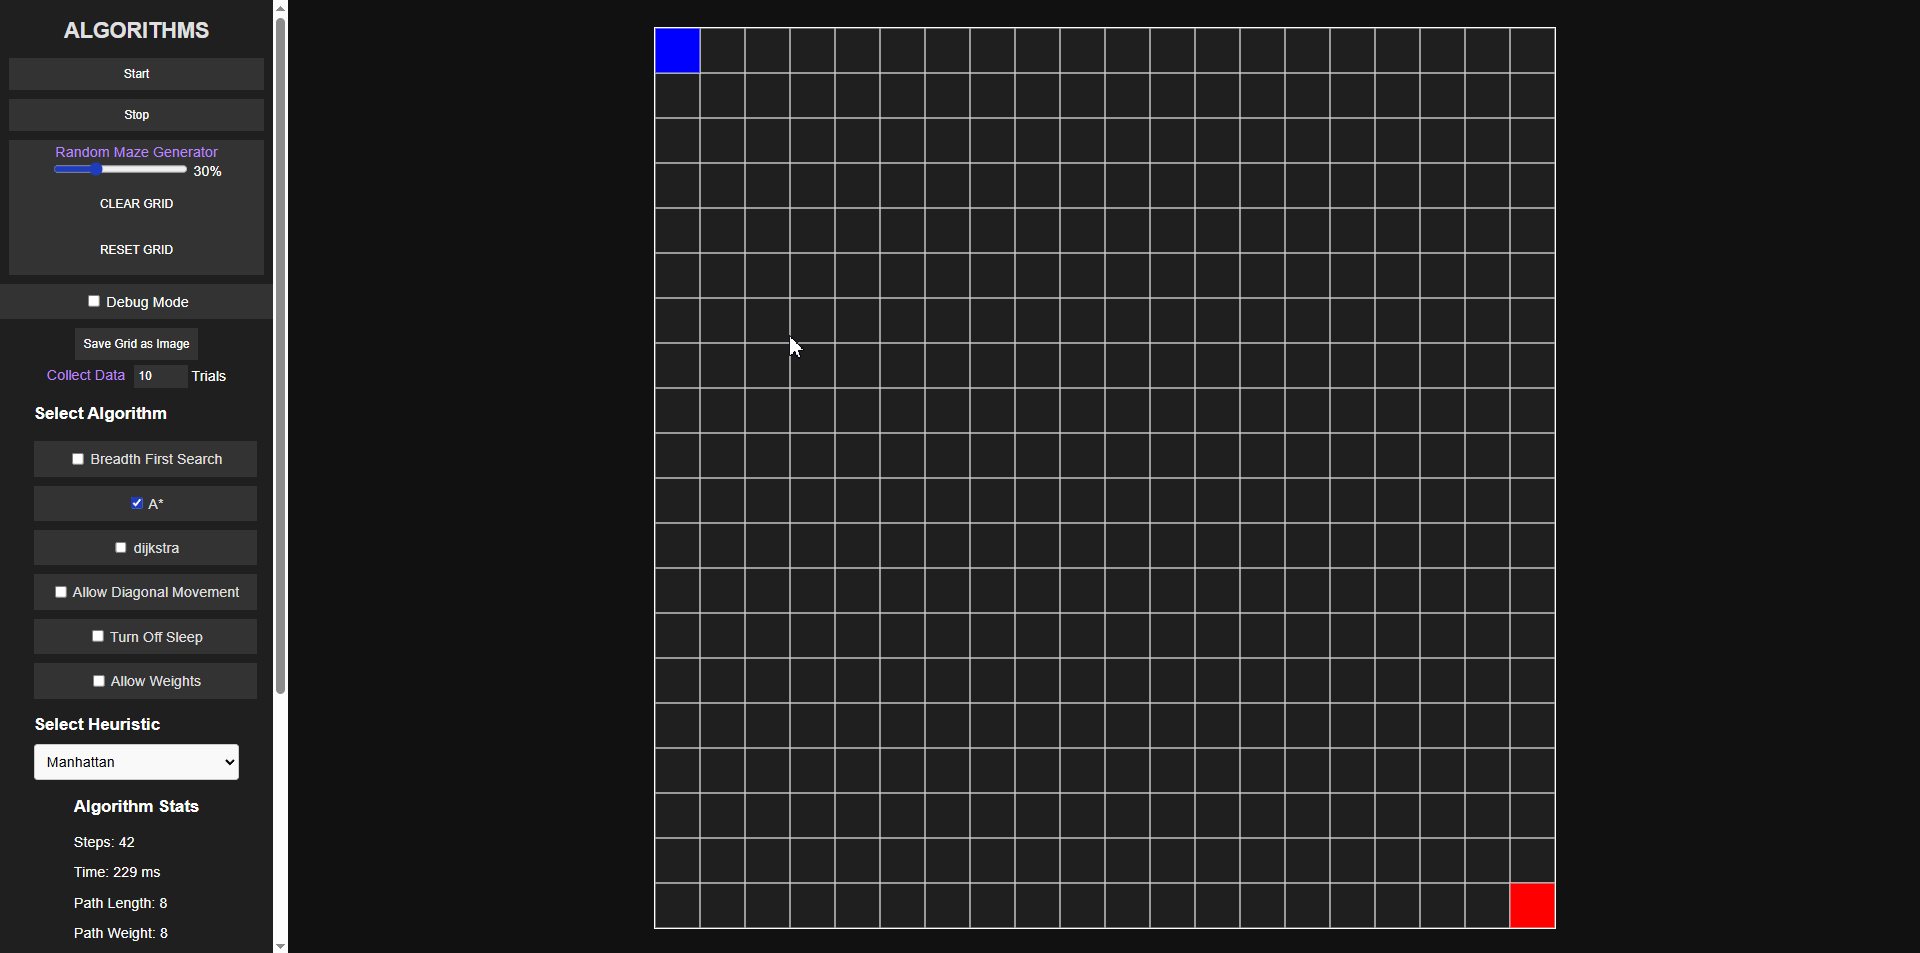 ALGORITHMS
Start
Stop
Random Maze Generator
30%
CLEAR GRID
RESET GRID
Debug Mode
Save Grid as Image
Collect Data 10 Trials
Select Algorithm
Breadth First Search
A*
dijkstra
Allow Diagonal Movement
Turn Off Sleep
Allow Weights
Select Heuristic
Manhattan
Algorithm Stats
Steps: 42
Time: 229 ms
Path Length: 8
Path Weight: 8